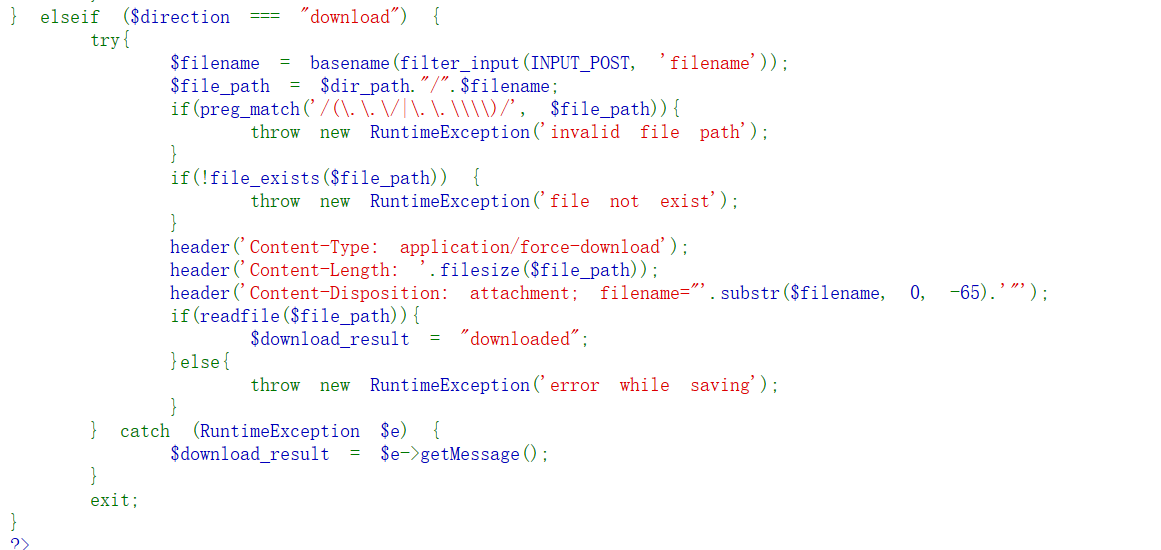 } elseif ($direction === "download") {
try{
$filename = basename(filter_input(INPUT_POST, 'filename'));
$file_path = $dir_path."/".$filename;
if(preg_match('/(\.\.\/|\.\.\\\\)/', $file_path)){
throw new RuntimeException('invalid file path');
}
if(!file_exists($file_path)) {
throw new RuntimeException('file not exist');
}
header('Content-Type: application/force-download');
header('Content-Length: '.filesize($file_path));
header('Content-Disposition: attachment; filename="'.substr($filename, 0, -65).'"');
if(readfile($file_path)){
$download_result = "downloaded";
}else{
throw new RuntimeException('error while saving');
}
} catch (RuntimeException $e) {
$download_result = $e->getMessage();
}
exit;
}
?>